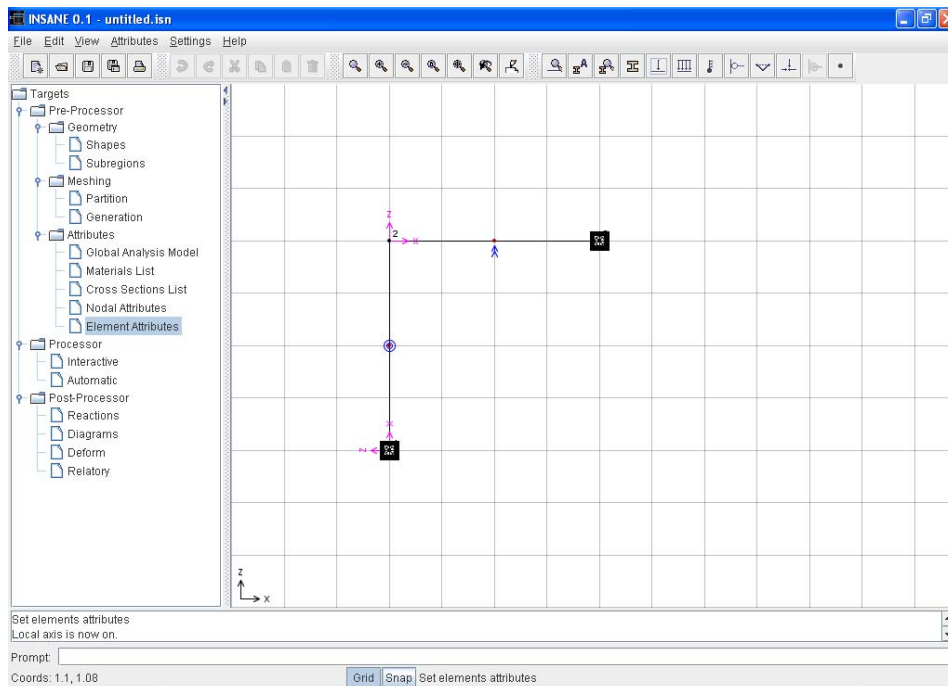 INSANE 0.1 - untitled.isn
File Edit View Attributes Settings Help
Targets
Pre-Processor
Geometry
Shapes
Subregions
Meshing
Partition
Generation
Attributes
Global Analysis Model
Materials List
Cross Sections List
Nodal Attributes
Element Attributes
Processor
Interactive
Automatic
Post-Processor
Reactions
Diagrams
Deform
Relatory
z
2
x
x
z
z
x
Set elements attributes
Local axis is now on.
Prompt:
Coords: 1.1, 1.08 Grid Snap Set elements attributes